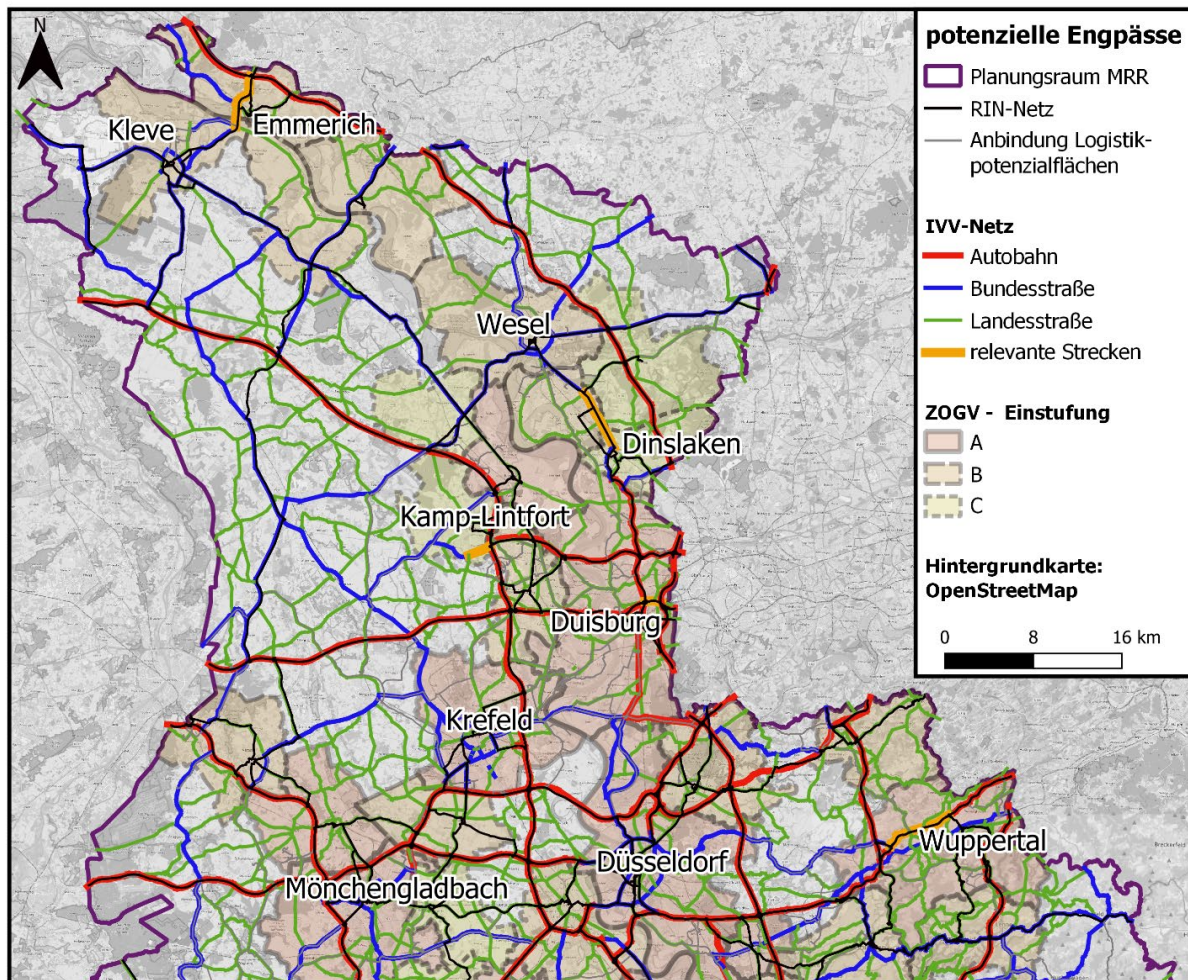 N
Kleve
Emmerich
Wesel
Dinslaken
Kamp-Lintfort
Duisburg
Krefeld
Düsseldorf
Wuppertal
Mönchengladbach
potenzielle Engpässe
Planungsraum MRR
RIN-Netz
Anbindung Logistik-
potenzialflächen
IVV-Netz
Autobahn
Bundesstraße
Landesstraße
relevante Strecken
ZOGV - Einstufung
A
B
C
Hintergrundkarte:
OpenStreetMap
0 8 16 km